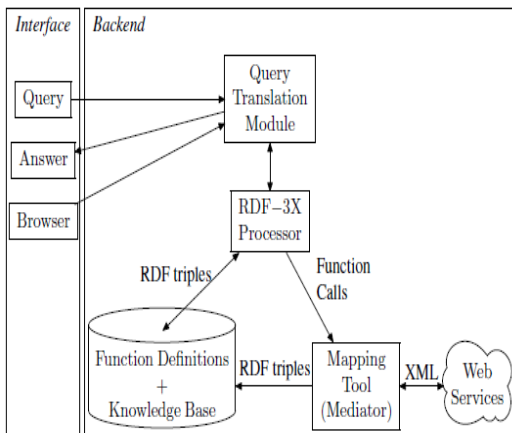 Interface
Backend
Query
Query
Translation
Module
Answer
Browser
RDF-3X
Processor
RDF triples
Function
Calls
Function Definitions
+
Knowledge Base
RDF triples
Mapping
Tool
(Mediator)
XML
Web
Services